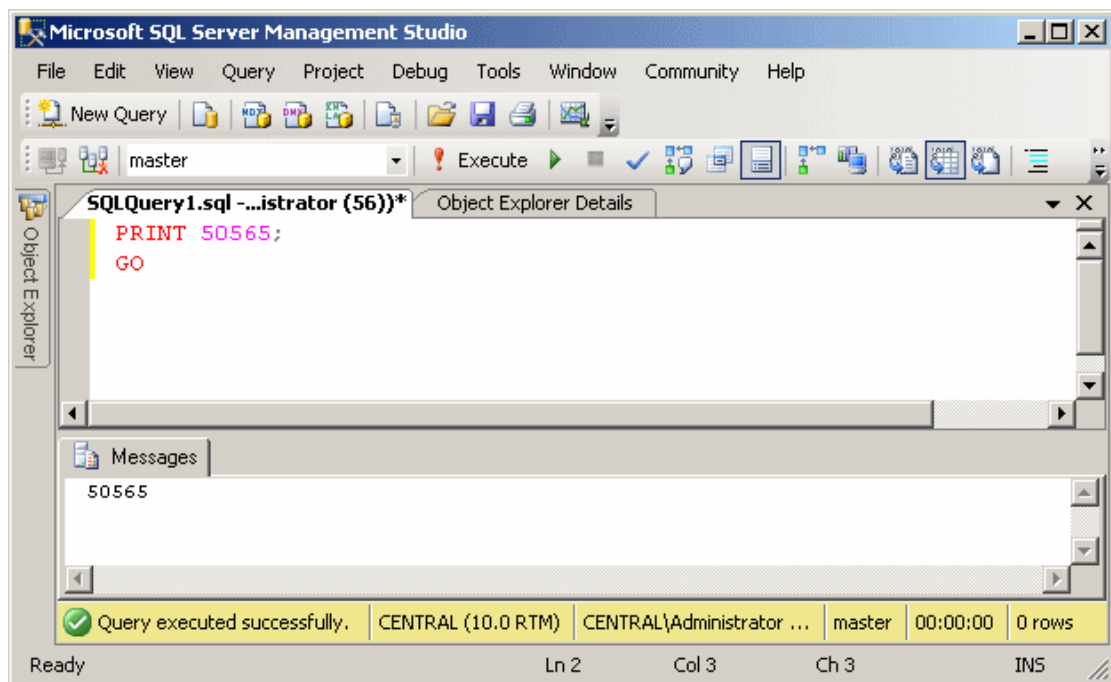 Microsoft SQL Server Management Studio
File Edit View Query Project Debug Tools Window Community Help
New Query
master Execute
SQLQuery1.sql -...istrator (56))* Object Explorer Details
Object Explorer
PRINT 50565;
GO
Messages
50565
Query executed successfully. CENTRAL (10.0 RTM) CENTRAL\Administrator ... master 00:00:00 0 rows
Ready Ln 2 Col 3 Ch 3 INS